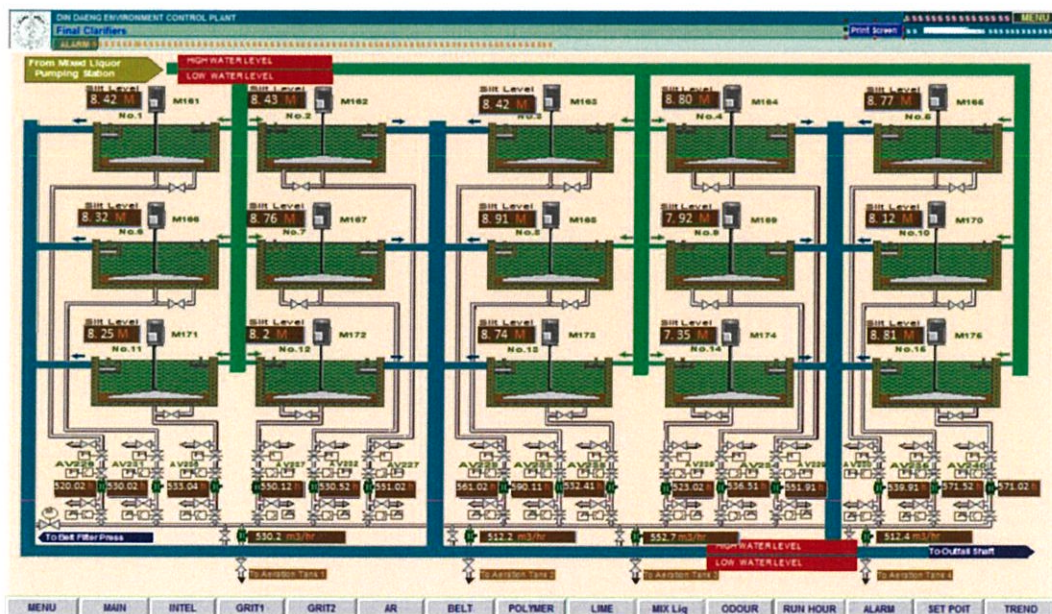 DIN DAENG ENVIRONMENT CONTROL PLANT
MENU
Final Clarifiers
Print Screen
ALARM
From Mixed Liquor
Pumping Station
HIGH WATER LEVEL
LOW WATER LEVEL
Silt Level Silt Level Silt Level Silt Level Silt Level
8.42 M M161 8.43 M M162 8.42 M M163 8.80 M M164 8.77 M
No.1 No.2 No.4
Silt Level Silt Level Silt Level Silt Level Silt Level
8.32 M M166 8.76 M M167 8.91 M M168 7.92 M M169 8.12 M M170
No.7 No.9 No.10
Silt Level Silt Level Silt Level Silt Level Silt Level
8.25 M M171 8.2 M M172 8.74 M 7.35 M M174 8.81 M
No.11 No.12 No.14
AV227
520.02 h 530.02 h 533.04 h 530.12 h 530.52 h 551.02 h 561.02 h 590.11 h 532.41 h 523.02 h 536.51 h 551.91 h 539.91 h 571.52 h 571.02 h
To Belt Filter Press
530.2 m3/hr 512.2 m3/hr 552.7 m3/hr 512.4 m3/hr
HIGH WATER LEVEL
LOW WATER LEVEL
To Outfall Shaft
To Aeration Tank 1 To Aeration Tank 2 To Aeration Tank 3 To Aeration Tank 4
MENU MAIN INTEL GRIT1 GRIT2 AR BELT POLYMER LIME MIX Liq ODOUR RUN HOUR ALARM SET POIT TREND